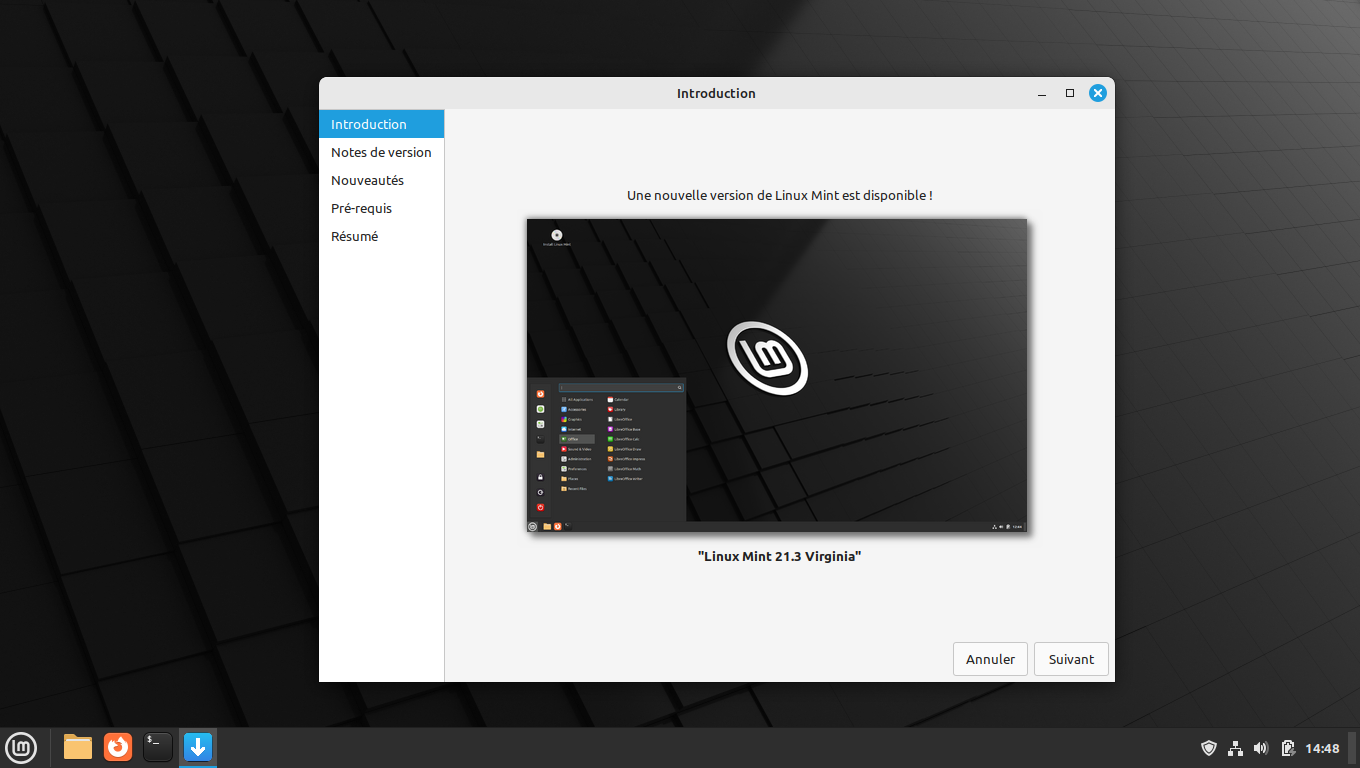 Introduction
Introduction
Notes de version
Nouveautés
Pré-requis
Résumé
Une nouvelle version de Linux Mint est disponible !
Install Linux Mint
All Applications
Accessories
Graphics
Internet
Office
Sound & Video
Administration
Preferences
Places
Recent Files
Calendar
Library
LibreOffice
LibreOffice Base
LibreOffice Calc
LibreOffice Draw
LibreOffice Impress
LibreOffice Math
LibreOffice Writer
"Linux Mint 21.3 Virginia"
Annuler
Suivant
14:48